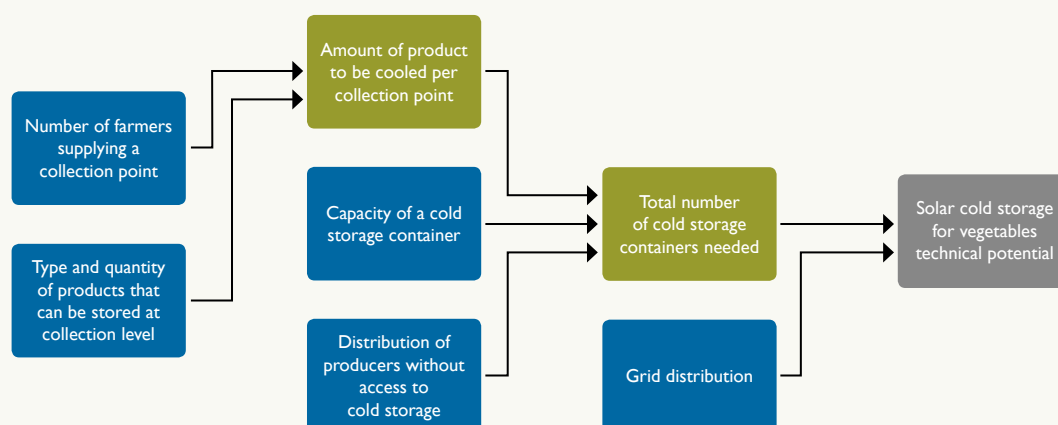 Number of farmers
supplying a
collection point
Type and quantity
of products that
can be stored at
collection level
Amount of product
to be cooled per
collection point
Capacity of a cold
storage container
Distribution of
producers without
access to
cold storage
Total number
of cold storage
containers needed
Grid distribution
Solar cold storage
for vegetables
technical potential